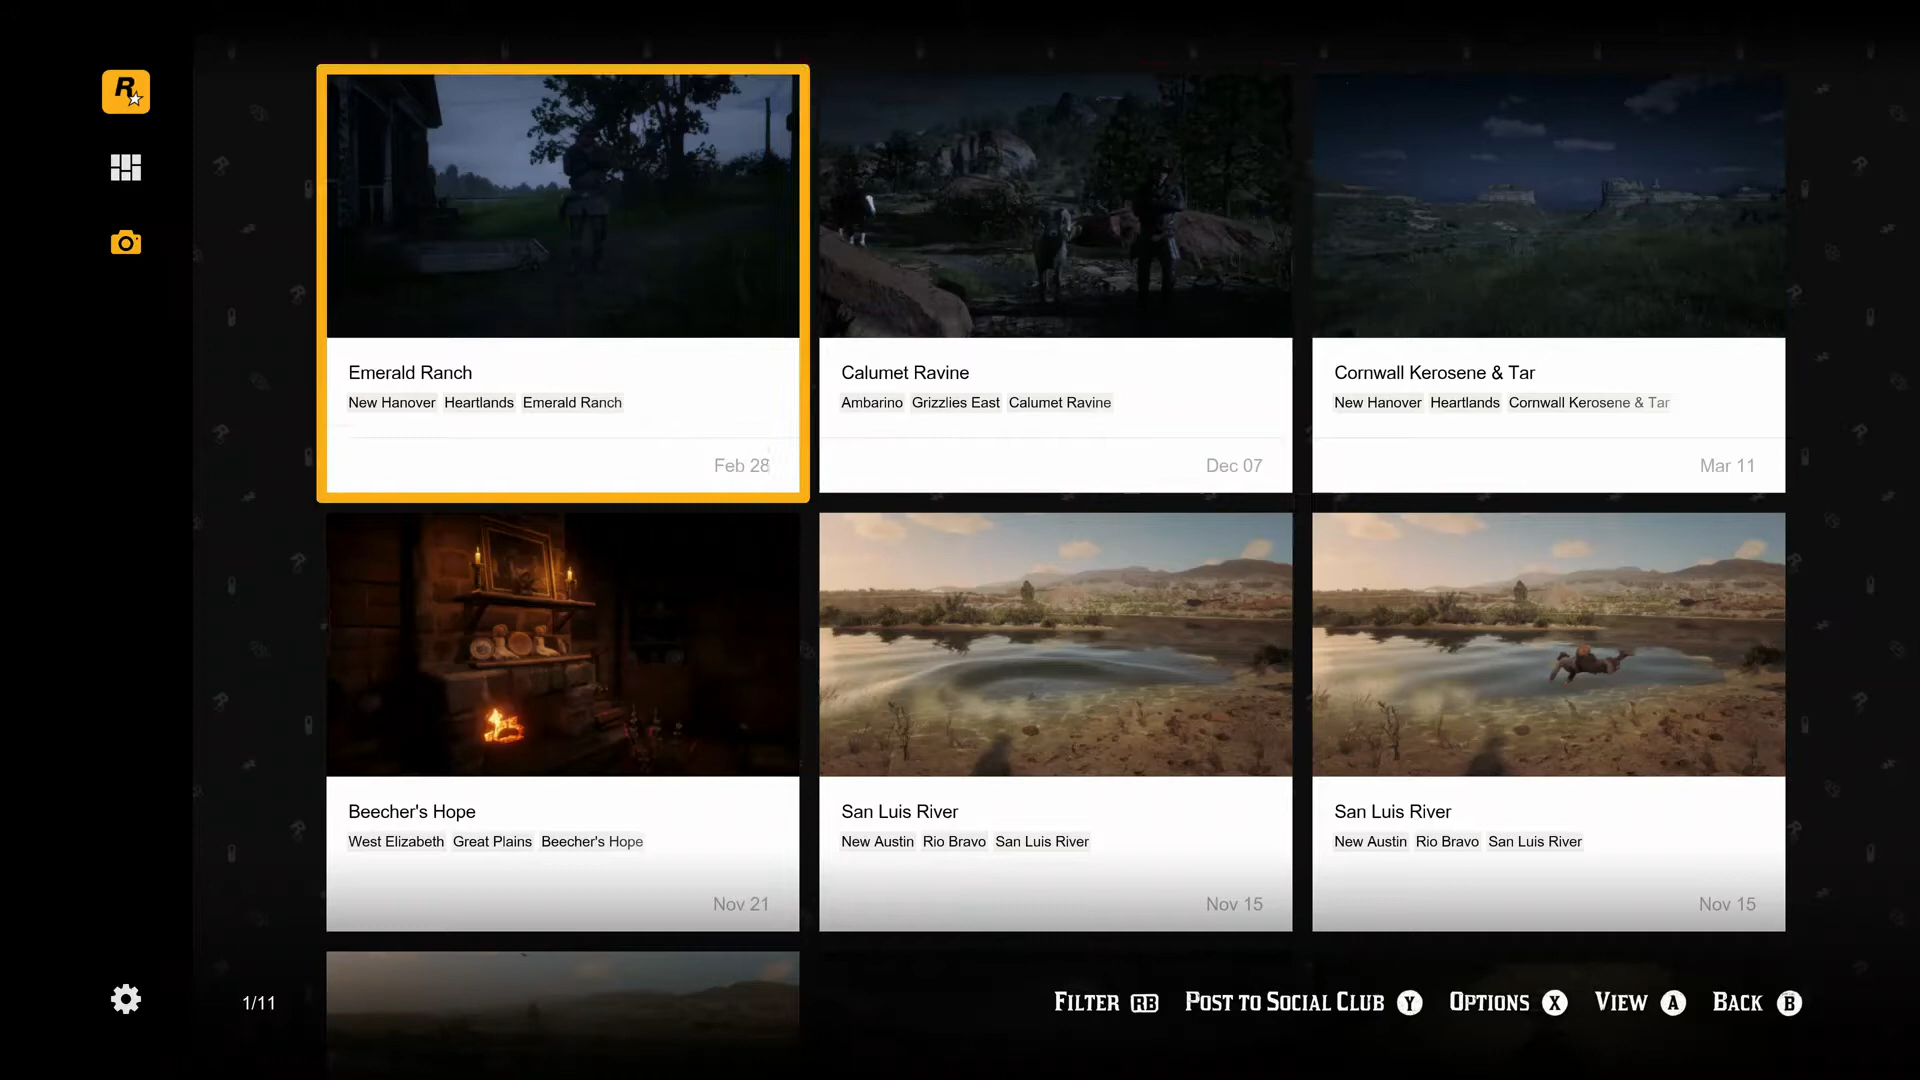 R
Emerald Ranch
New Hanover Heartlands Emerald Ranch
Feb 28
Calumet Ravine
Ambarino Grizzlies East Calumet Ravine
Dec 07
Cornwall Kerosene & Tar
New Hanover Heartlands Cornwall Kerosene & Tar
Mar 11
Beecher's Hope
West Elizabeth Great Plains Beecher's Hope
Nov 21
San Luis River
New Austin Rio Bravo San Luis River
Nov 15
San Luis River
New Austin Rio Bravo San Luis River
Nov 15
1/11
FILTER RB POST TO SOCIAL CLUB Y OPTIONS X VIEW A BACK B